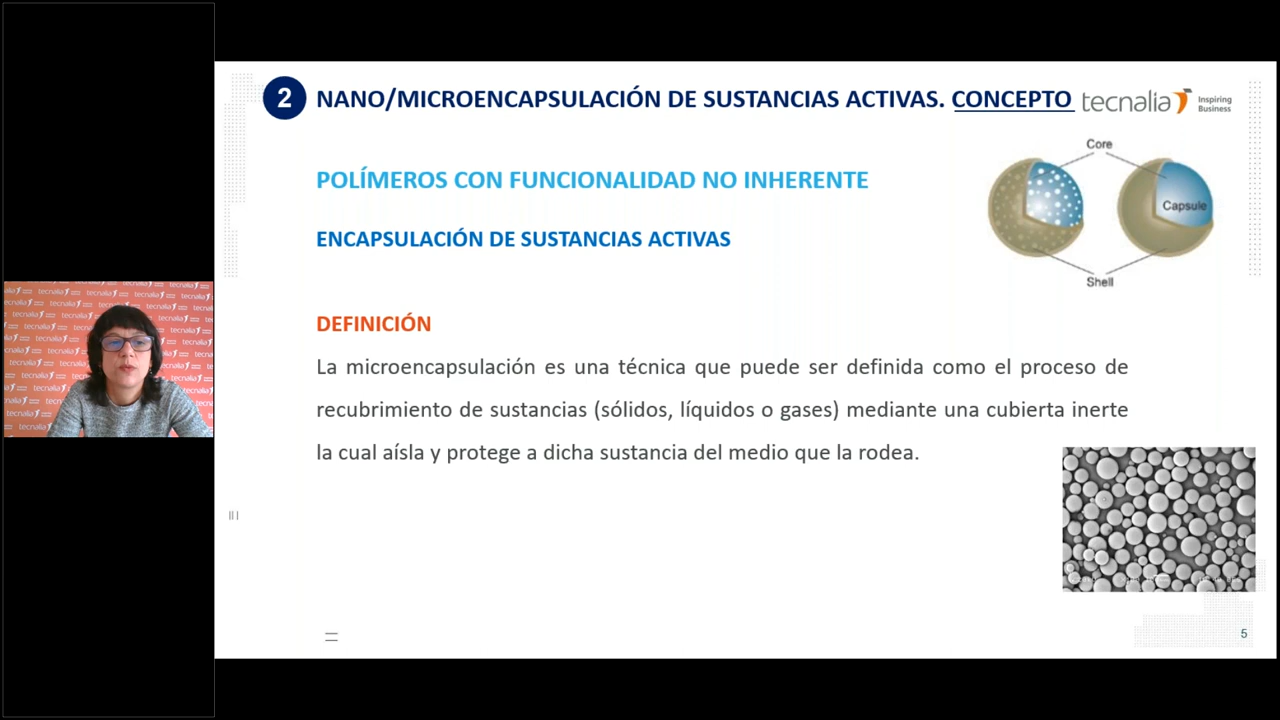 2
NANO/MICROENCAPSULACIÓN DE SUSTANCIAS ACTIVAS. CONCEPTO
tecnalia Inspiring
Business
Core
POLÍMEROS CON FUNCIONALIDAD NO INHERENTE
Capsule
ENCAPSULACIÓN DE SUSTANCIAS ACTIVAS
Shell
DEFINICIÓN
La microencapsulación es una técnica que puede ser definida como el proceso de
recubrimiento de sustancias (sólidos, líquidos o gases) mediante una cubierta inerte
la cual aísla y protege a dicha sustancia del medio que la rodea.
5